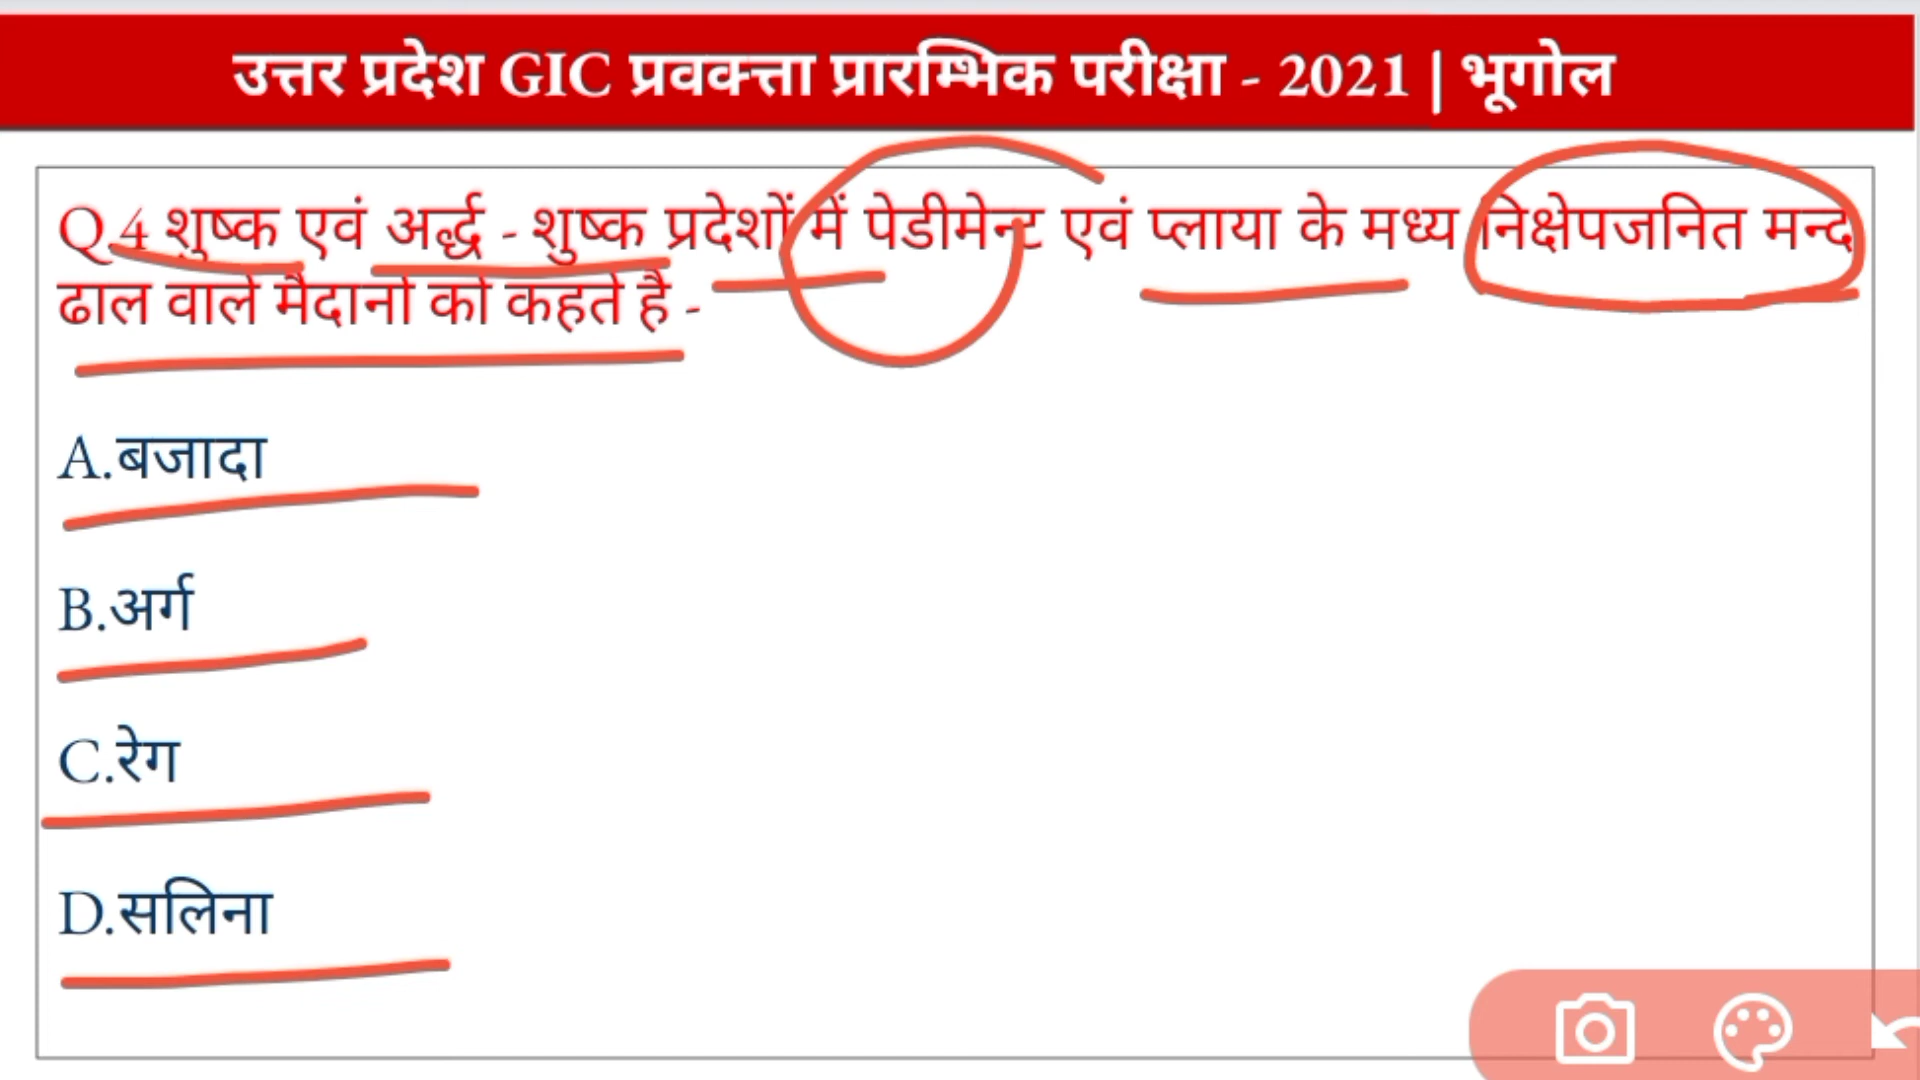 उत्तर प्रदेश GIC प्रवक्त्ता प्रारम्भिक परीक्षा - 2021 | भूगोल
Q.4 शुष्क एवं अर्द्ध - शुष्क प्रदेशों में पेडीमेन्ट एवं प्लाया के मध्य निक्षेपजनित मन्द
ढाल वाले मैदानों को कहते है -
A.बजादा
B.अर्ग
C.रेग
D.सलिना